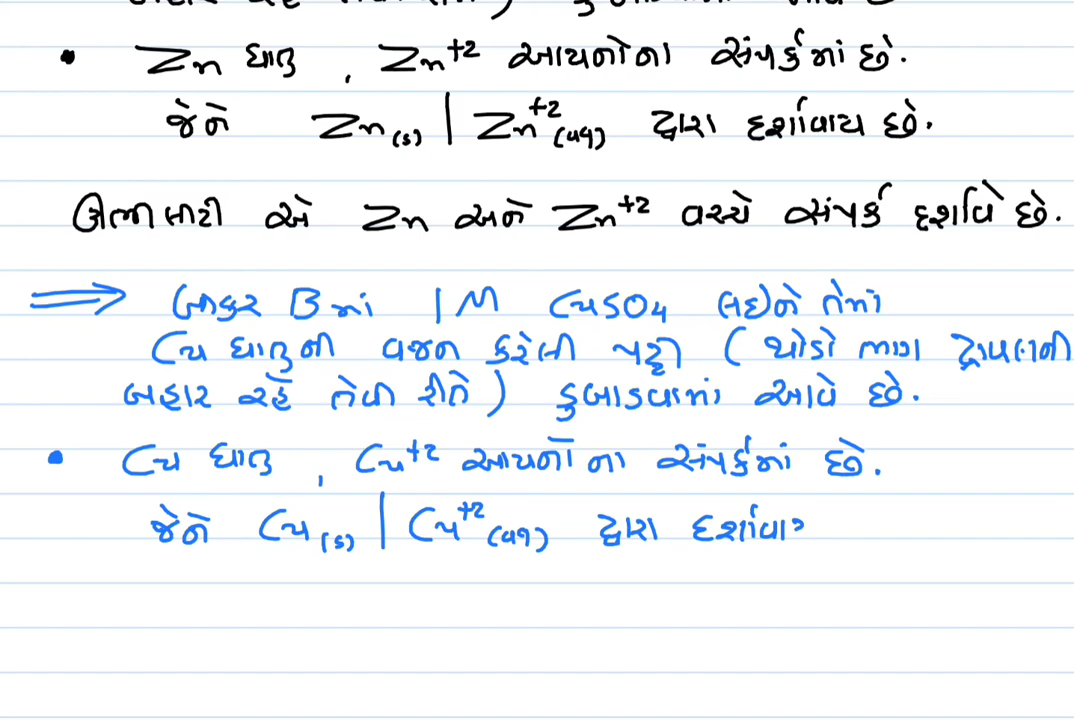 • Zn ધાતુ , Zn⁺² આયનોના સંપર્કમાં છે.
જેને Zn(s) | Zn⁺²(aq) દ્વારા દર્શાવાય છે.
ઊભી લીટી એ Zn અને Zn⁺² વચ્ચે સંપર્ક દર્શાવે છે.
⟹ બીકર B માં 1 M CuSO₄ લઇને તેમાં
Cu ધાતુની વજન કરેલી પટ્ટી ( થોડો ભાગ દ્રાવણની
બહાર રહે તેવી રીતે ) ડુબાડવામાં આવે છે.
• Cu ધાતુ , Cu⁺² આયનોના સંપર્કમાં છે.
જેને Cu(s) | Cu⁺²(aq) દ્વારા દર્શાવા